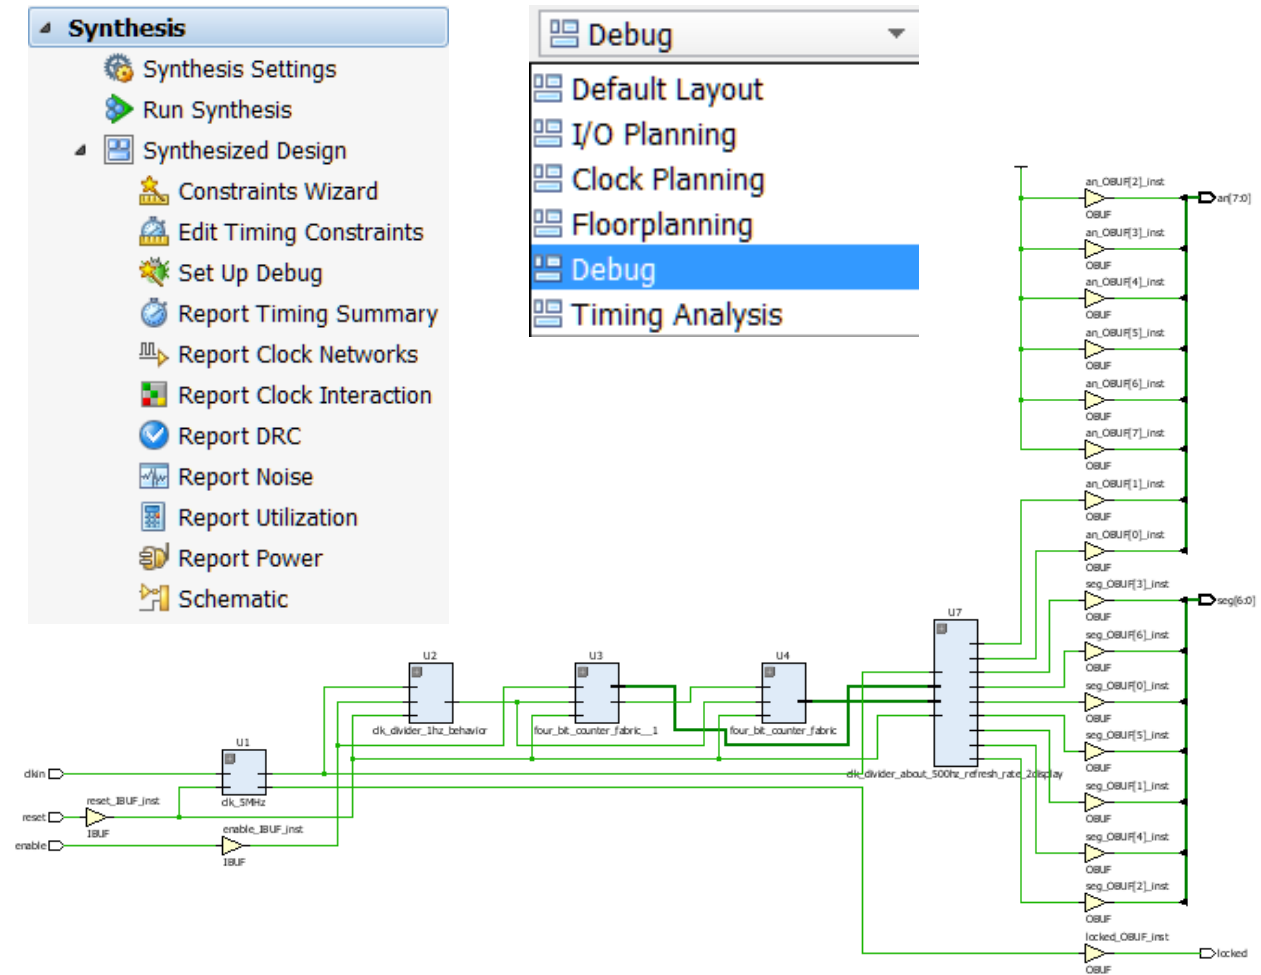 Synthesis
Synthesis Settings
Run Synthesis
Synthesized Design
Constraints Wizard
Edit Timing Constraints
Set Up Debug
Report Timing Summary
Report Clock Networks
Report Clock Interaction
Report DRC
Report Noise
Report Utilization
Report Power
Schematic
Debug
Default Layout
I/O Planning
Clock Planning
Floorplanning
Debug
Timing Analysis
an_OBUF[2]_inst
OBUF
an[7:0]
an_OBUF[3]_inst
OBUF
an_OBUF[4]_inst
OBUF
an_OBUF[5]_inst
OBUF
an_OBUF[6]_inst
OBUF
an_OBUF[7]_inst
OBUF
an_OBUF[1]_inst
OBUF
an_OBUF[0]_inst
OBUF
seg_OBUF[3]_inst
OBUF
seg[6:0]
seg_OBUF[6]_inst
OBUF
seg_OBUF[0]_inst
OBUF
seg_OBUF[5]_inst
OBUF
seg_OBUF[1]_inst
OBUF
seg_OBUF[4]_inst
OBUF
seg_OBUF[2]_inst
OBUF
locked_OBUF_inst
OBUF
locked
U7
clk_divider_about_500hz_refresh_rate_2display
U4
four_bit_counter_fabric
U3
four_bit_counter_fabric__1
U2
clk_divider_1hz_behavior
U1
clk_5MHz
clkin
reset
reset_IBUF_inst
IBUF
enable
enable_IBUF_inst
IBUF